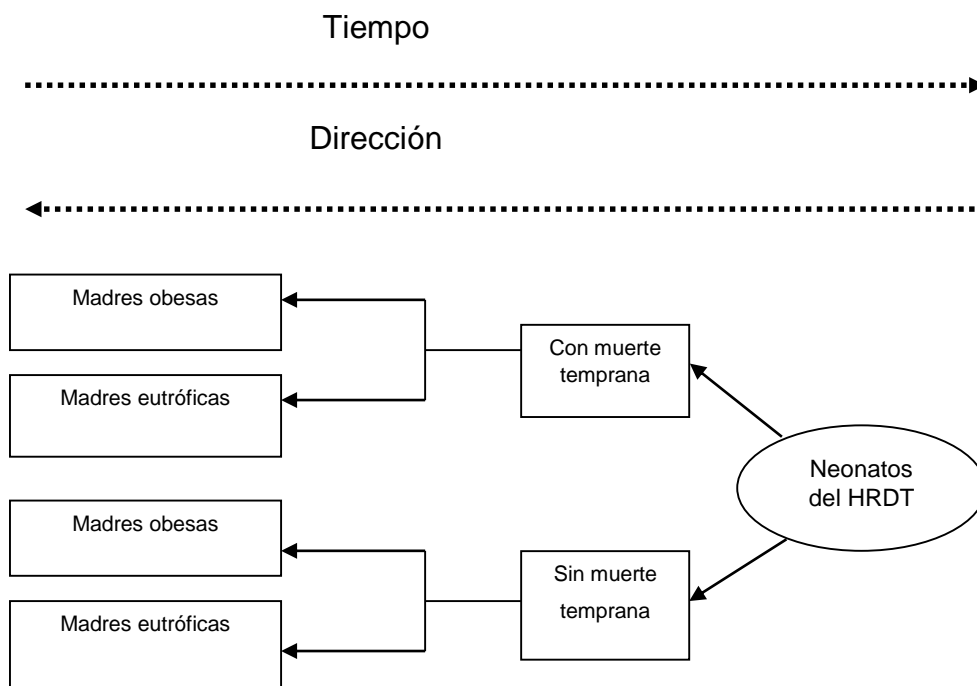 Tiempo
Dirección
Madres obesas
Con muerte
temprana
Madres eutróficas
Neonatos
del HRDT
Madres obesas
Sin muerte
temprana
Madres eutróficas